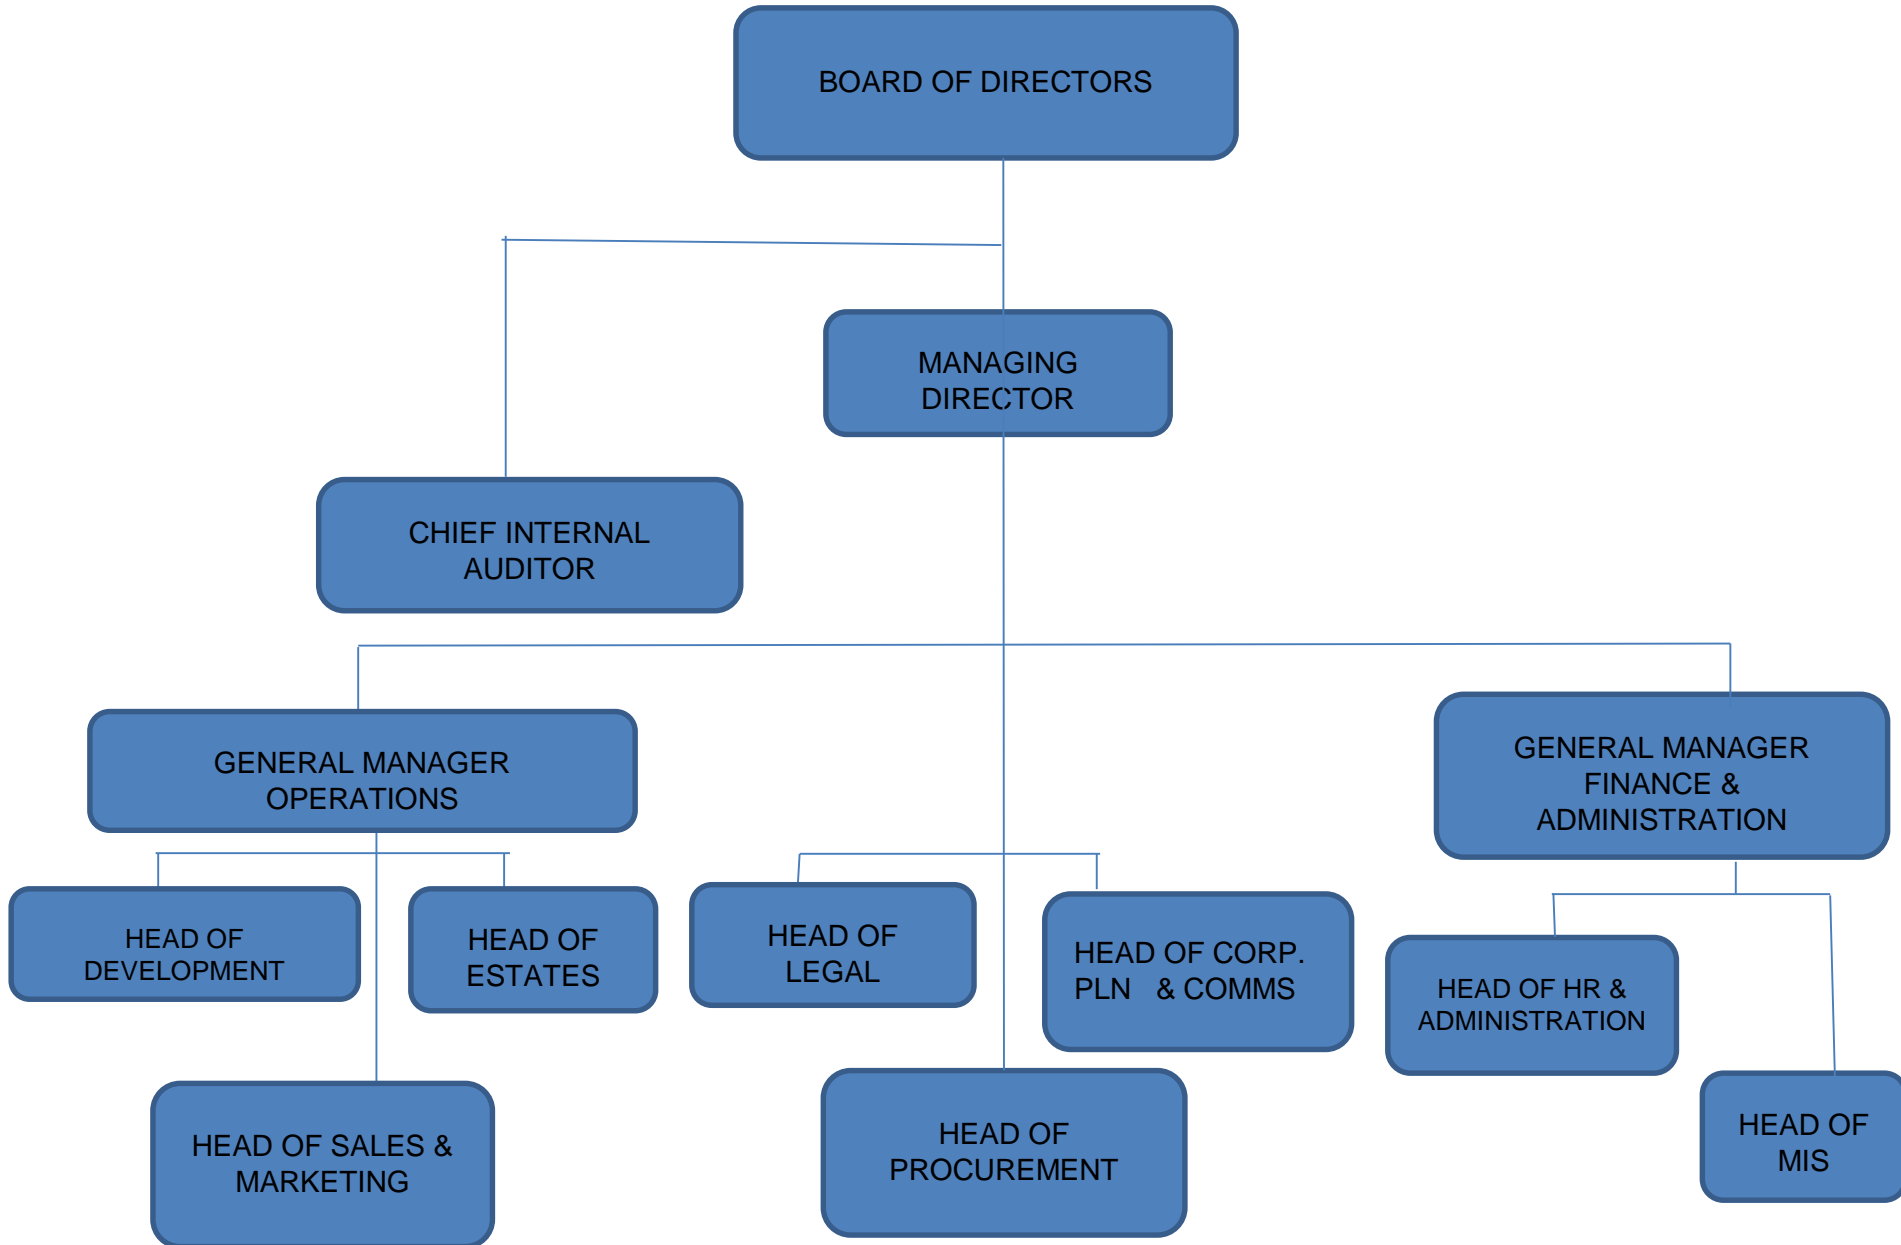 BOARD OF DIRECTORS
MANAGING
DIRECTOR
CHIEF INTERNAL
AUDITOR
GENERAL MANAGER
OPERATIONS
GENERAL MANAGER
FINANCE &
ADMINISTRATION
HEAD OF
DEVELOPMENT
HEAD OF
ESTATES
HEAD OF
LEGAL
HEAD OF CORP.
PLN & COMMS
HEAD OF HR &
ADMINISTRATION
HEAD OF SALES &
MARKETING
HEAD OF
PROCUREMENT
HEAD OF
MIS